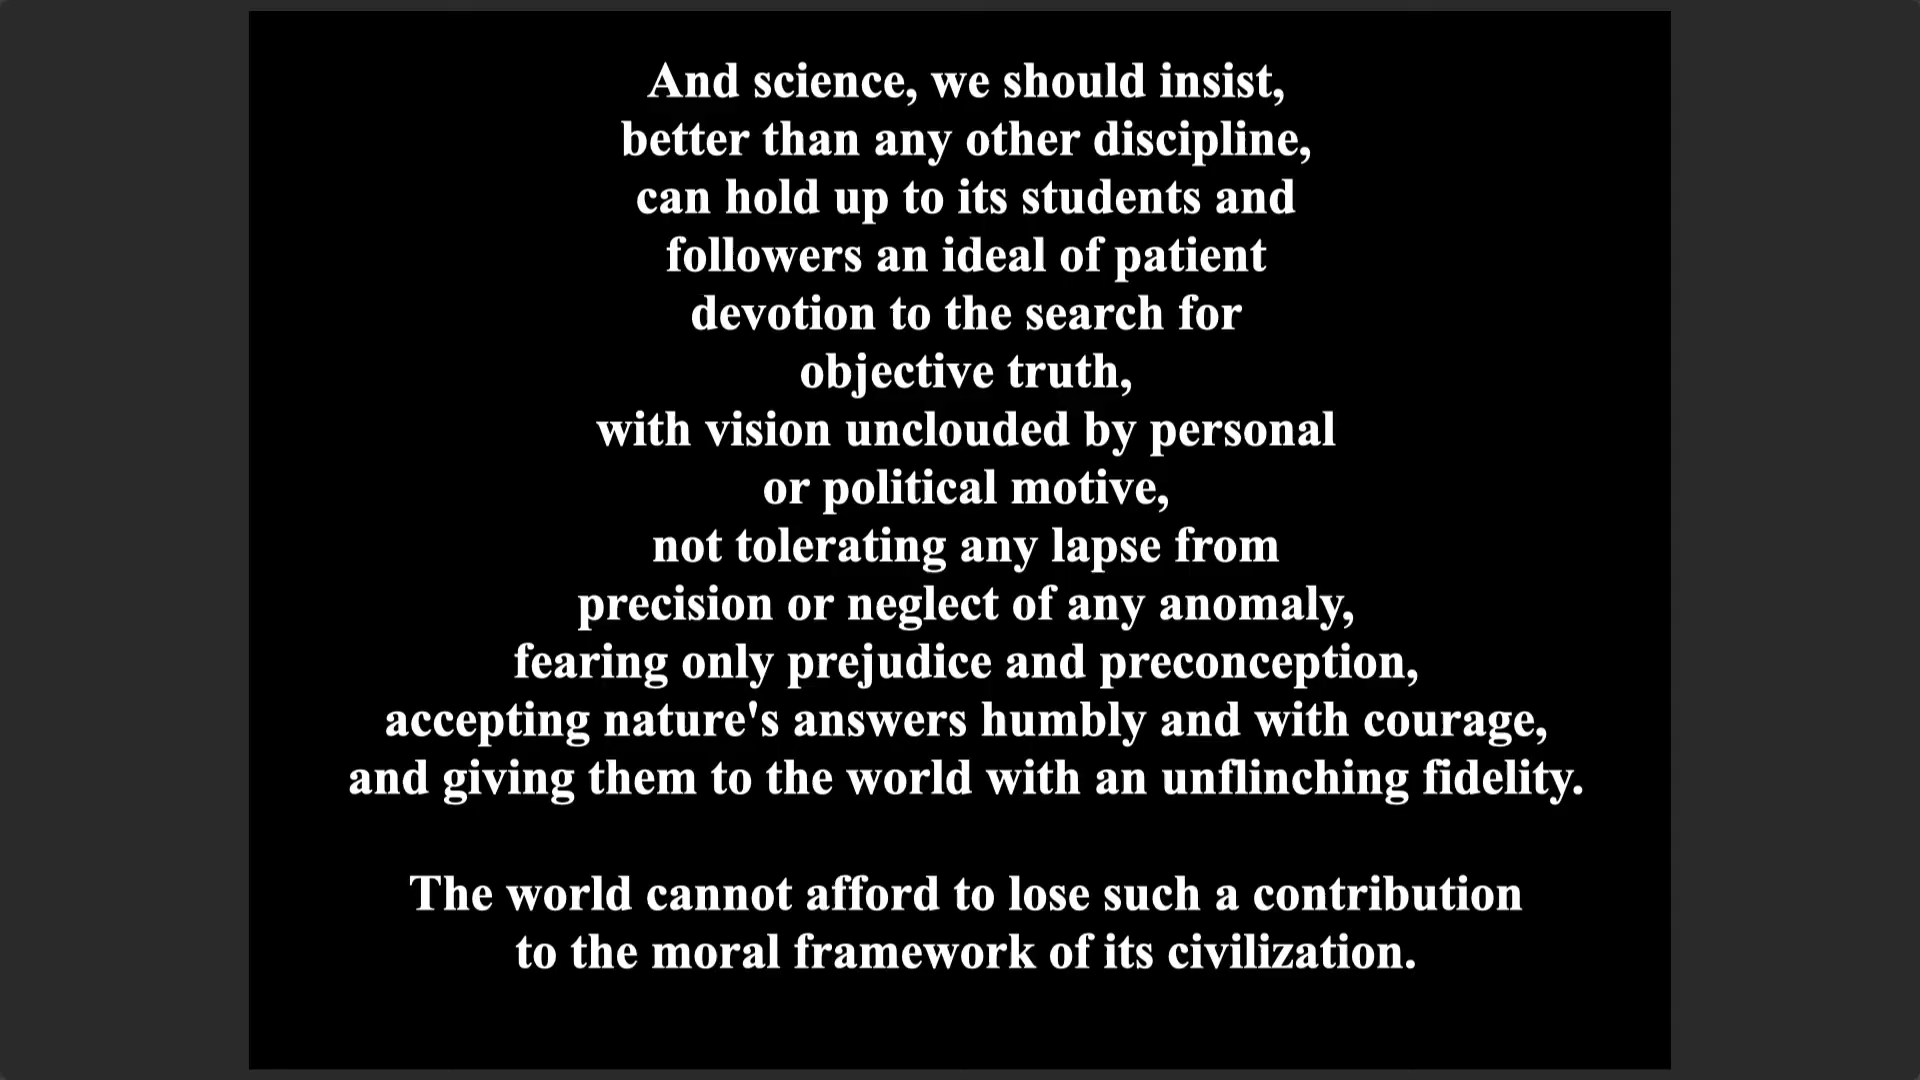 And science, we should insist,
better than any other discipline,
can hold up to its students and
followers an ideal of patient
devotion to the search for
objective truth,
with vision unclouded by personal
or political motive,
not tolerating any lapse from
precision or neglect of any anomaly,
fearing only prejudice and preconception,
accepting nature's answers humbly and with courage,
and giving them to the world with an unflinching fidelity.
The world cannot afford to lose such a contribution
to the moral framework of its civilization.